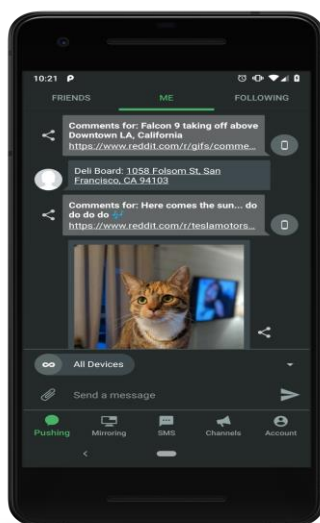 10:21
FRIENDS
ME
FOLLOWING
Comments for: Falcon 9 taking off above
Downtown LA, California
https://www.reddit.com/r/gifs/comme...
Deli Board: 1058 Folsom St, San
Francisco, CA 94103
Comments for: Here comes the sun... do
do do do 🎶
https://www.reddit.com/r/teslamotors...
All Devices
Send a message
Pushing
Mirroring
SMS
Channels
Account